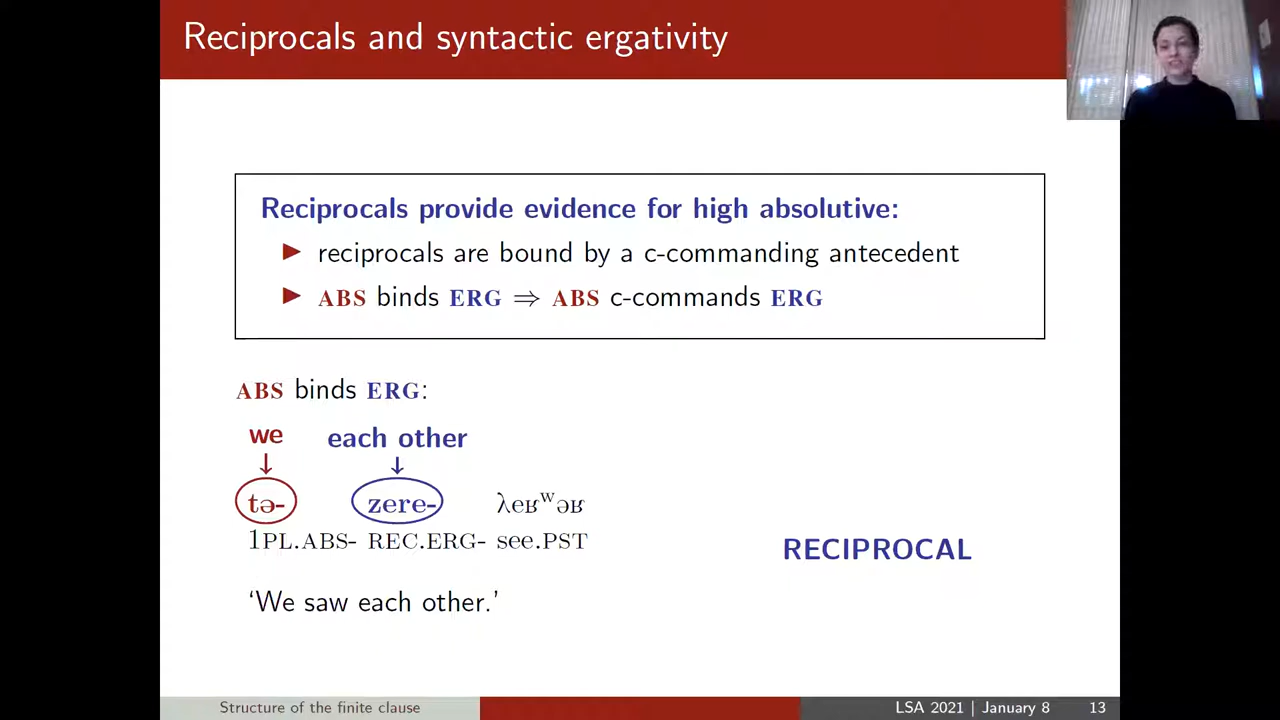 Reciprocals and syntactic ergativity
Reciprocals provide evidence for high absolutive:
▶ reciprocals are bound by a c-commanding antecedent
▶ ABS binds ERG ⇒ ABS c-commands ERG
ABS binds ERG:
we each other
↓ ↓
tə- zere- λeʁʷəʁ
1PL.ABS- REC.ERG- see.PST
RECIPROCAL
‘We saw each other.’
Structure of the finite clause LSA 2021 | January 8 13